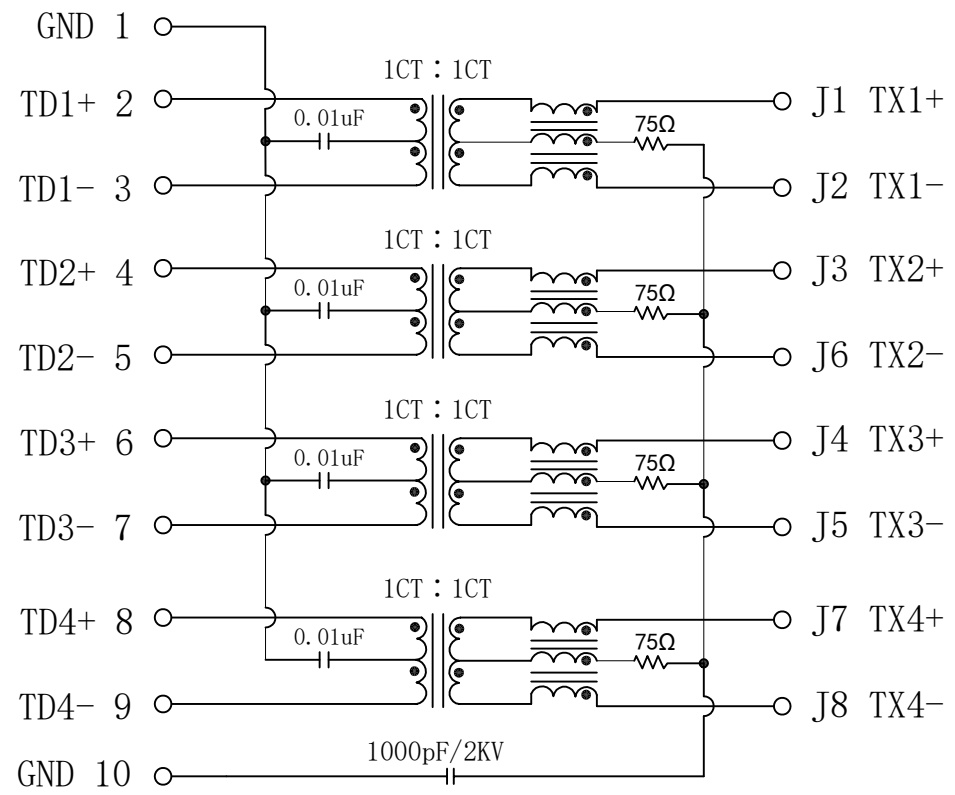 GND 1
1CT：1CT
TD1+ 2
0.01uF
75Ω
J1 TX1+
TD1- 3
J2 TX1-
1CT：1CT
TD2+ 4
0.01uF
75Ω
J3 TX2+
TD2- 5
J6 TX2-
1CT：1CT
TD3+ 6
0.01uF
75Ω
J4 TX3+
TD3- 7
J5 TX3-
1CT：1CT
TD4+ 8
0.01uF
75Ω
J7 TX4+
TD4- 9
J8 TX4-
1000pF/2KV
GND 10